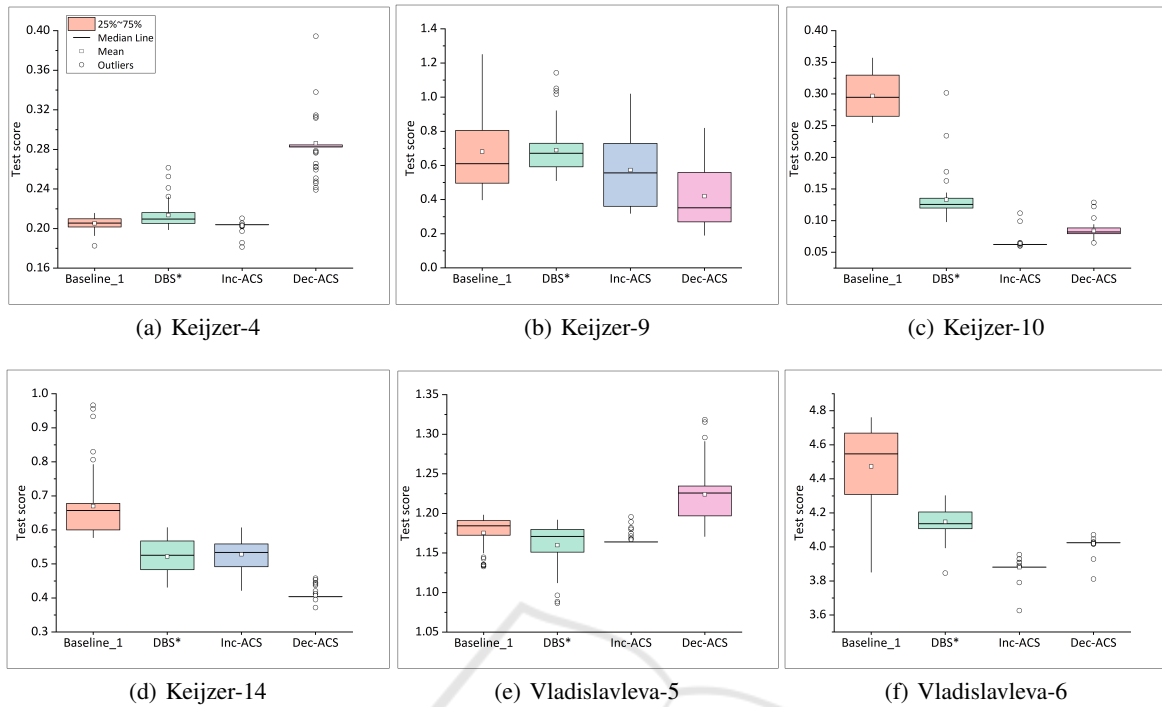 0.40
0.36
0.32
0.28
0.24
0.20
0.16
Test score
25%~75%
Median Line
Mean
Outliers
Baseline_1 DBS* Inc-ACS Dec-ACS
(a) Keijzer-4
1.4
1.2
1.0
0.8
0.6
0.4
0.2
0.0
Test score
Baseline_1 DBS* Inc-ACS Dec-ACS
(b) Keijzer-9
0.40
0.35
0.30
0.25
0.20
0.15
0.10
0.05
Test score
Baseline_1 DBS* Inc-ACS Dec-ACS
(c) Keijzer-10
1.0
0.9
0.8
0.7
0.6
0.5
0.4
0.3
Test score
Baseline_1 DBS* Inc-ACS Dec-ACS
(d) Keijzer-14
1.35
1.30
1.25
1.20
1.15
1.10
1.05
Test score
Baseline_1 DBS* Inc-ACS Dec-ACS
(e) Vladislavleva-5
4.8
4.6
4.4
4.2
4.0
3.8
3.6
Test score
Baseline_1 DBS* Inc-ACS Dec-ACS
(f) Vladislavleva-6